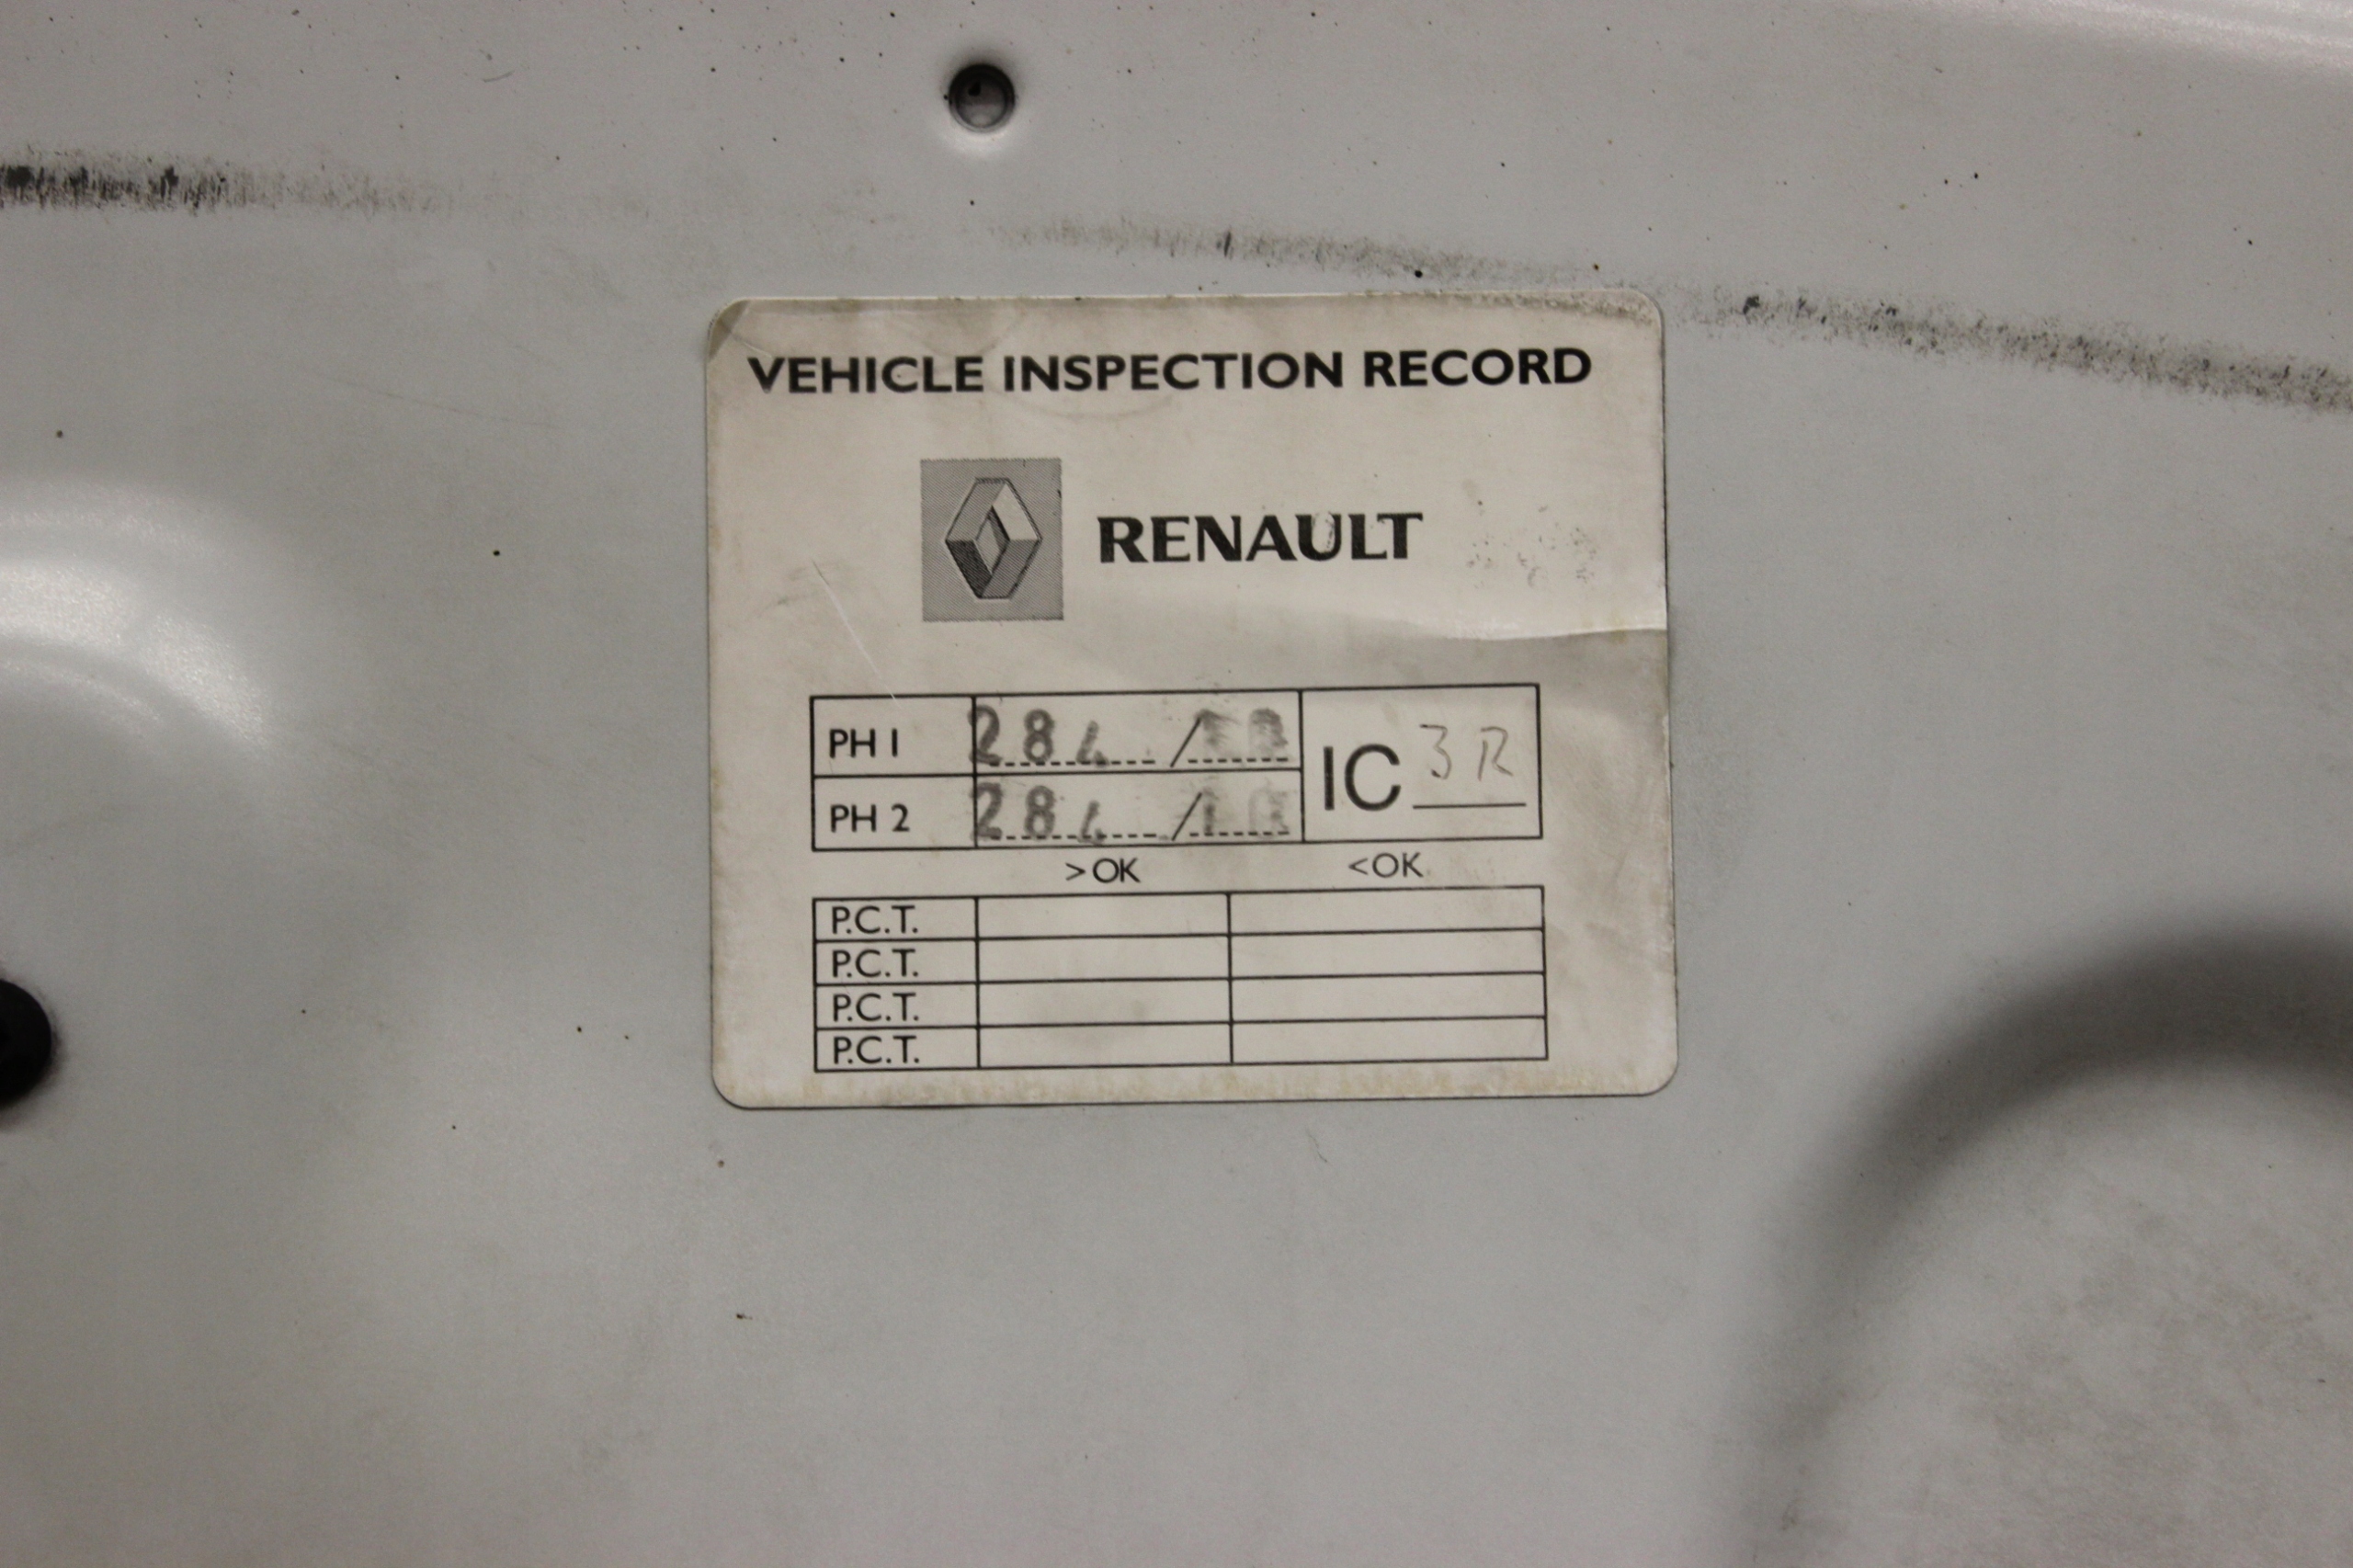 VEHICLE INSPECTION RECORD
RENAULT
PH 1 284 /
PH 2 284 /
IC 3R
>OK <OK
P.C.T.
P.C.T.
P.C.T.
P.C.T.